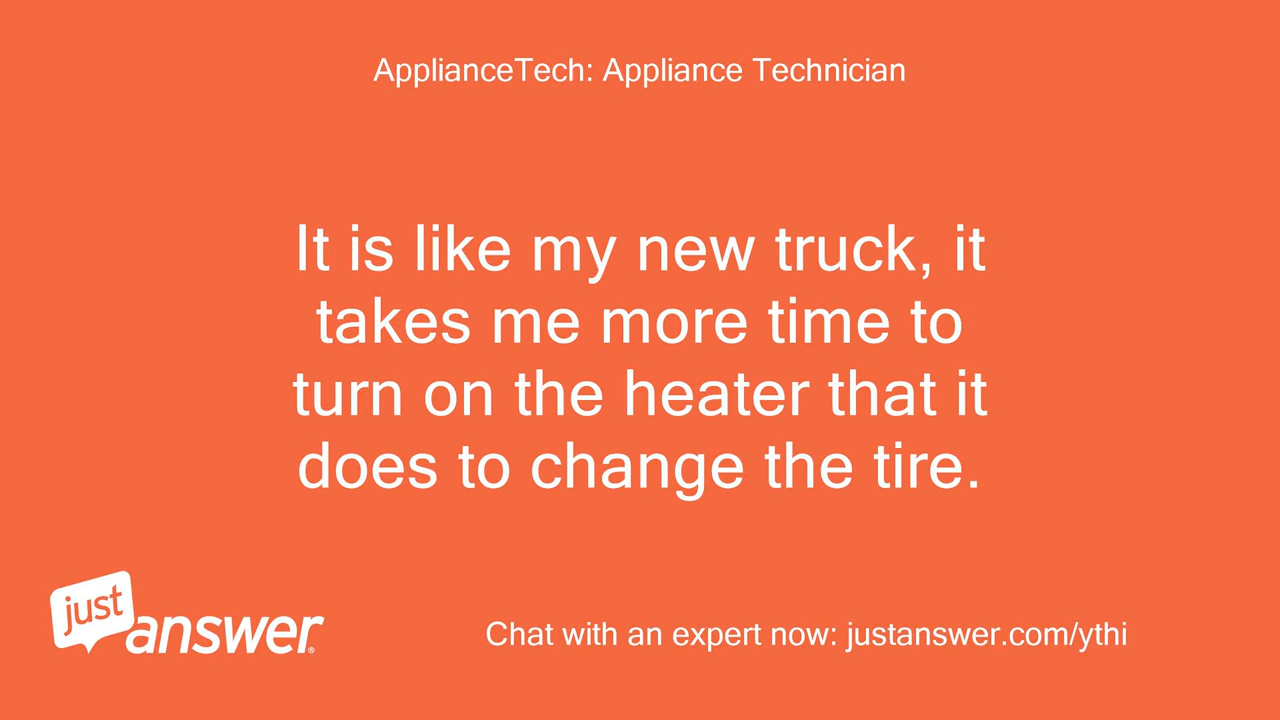 ApplianceTech: Appliance Technician
It is like my new truck, it
takes me more time to
turn on the heater that it
does to change the tire.
just
answer®
Chat with an expert now: justanswer.com/ythi